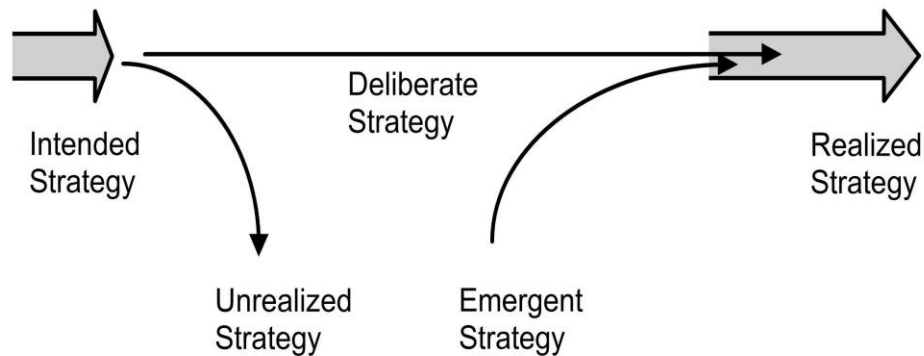 Deliberate
Strategy
Intended
Strategy
Realized
Strategy
Unrealized
Strategy
Emergent
Strategy